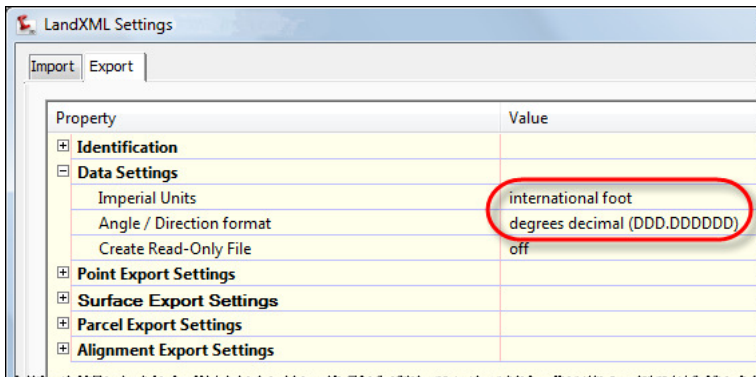 LandXML Settings
Import Export
Property Value
Identification
Data Settings
Imperial Units international foot
Angle / Direction format degrees decimal (DDD.DDDDDD)
Create Read-Only File off
Point Export Settings
Surface Export Settings
Parcel Export Settings
Alignment Export Settings